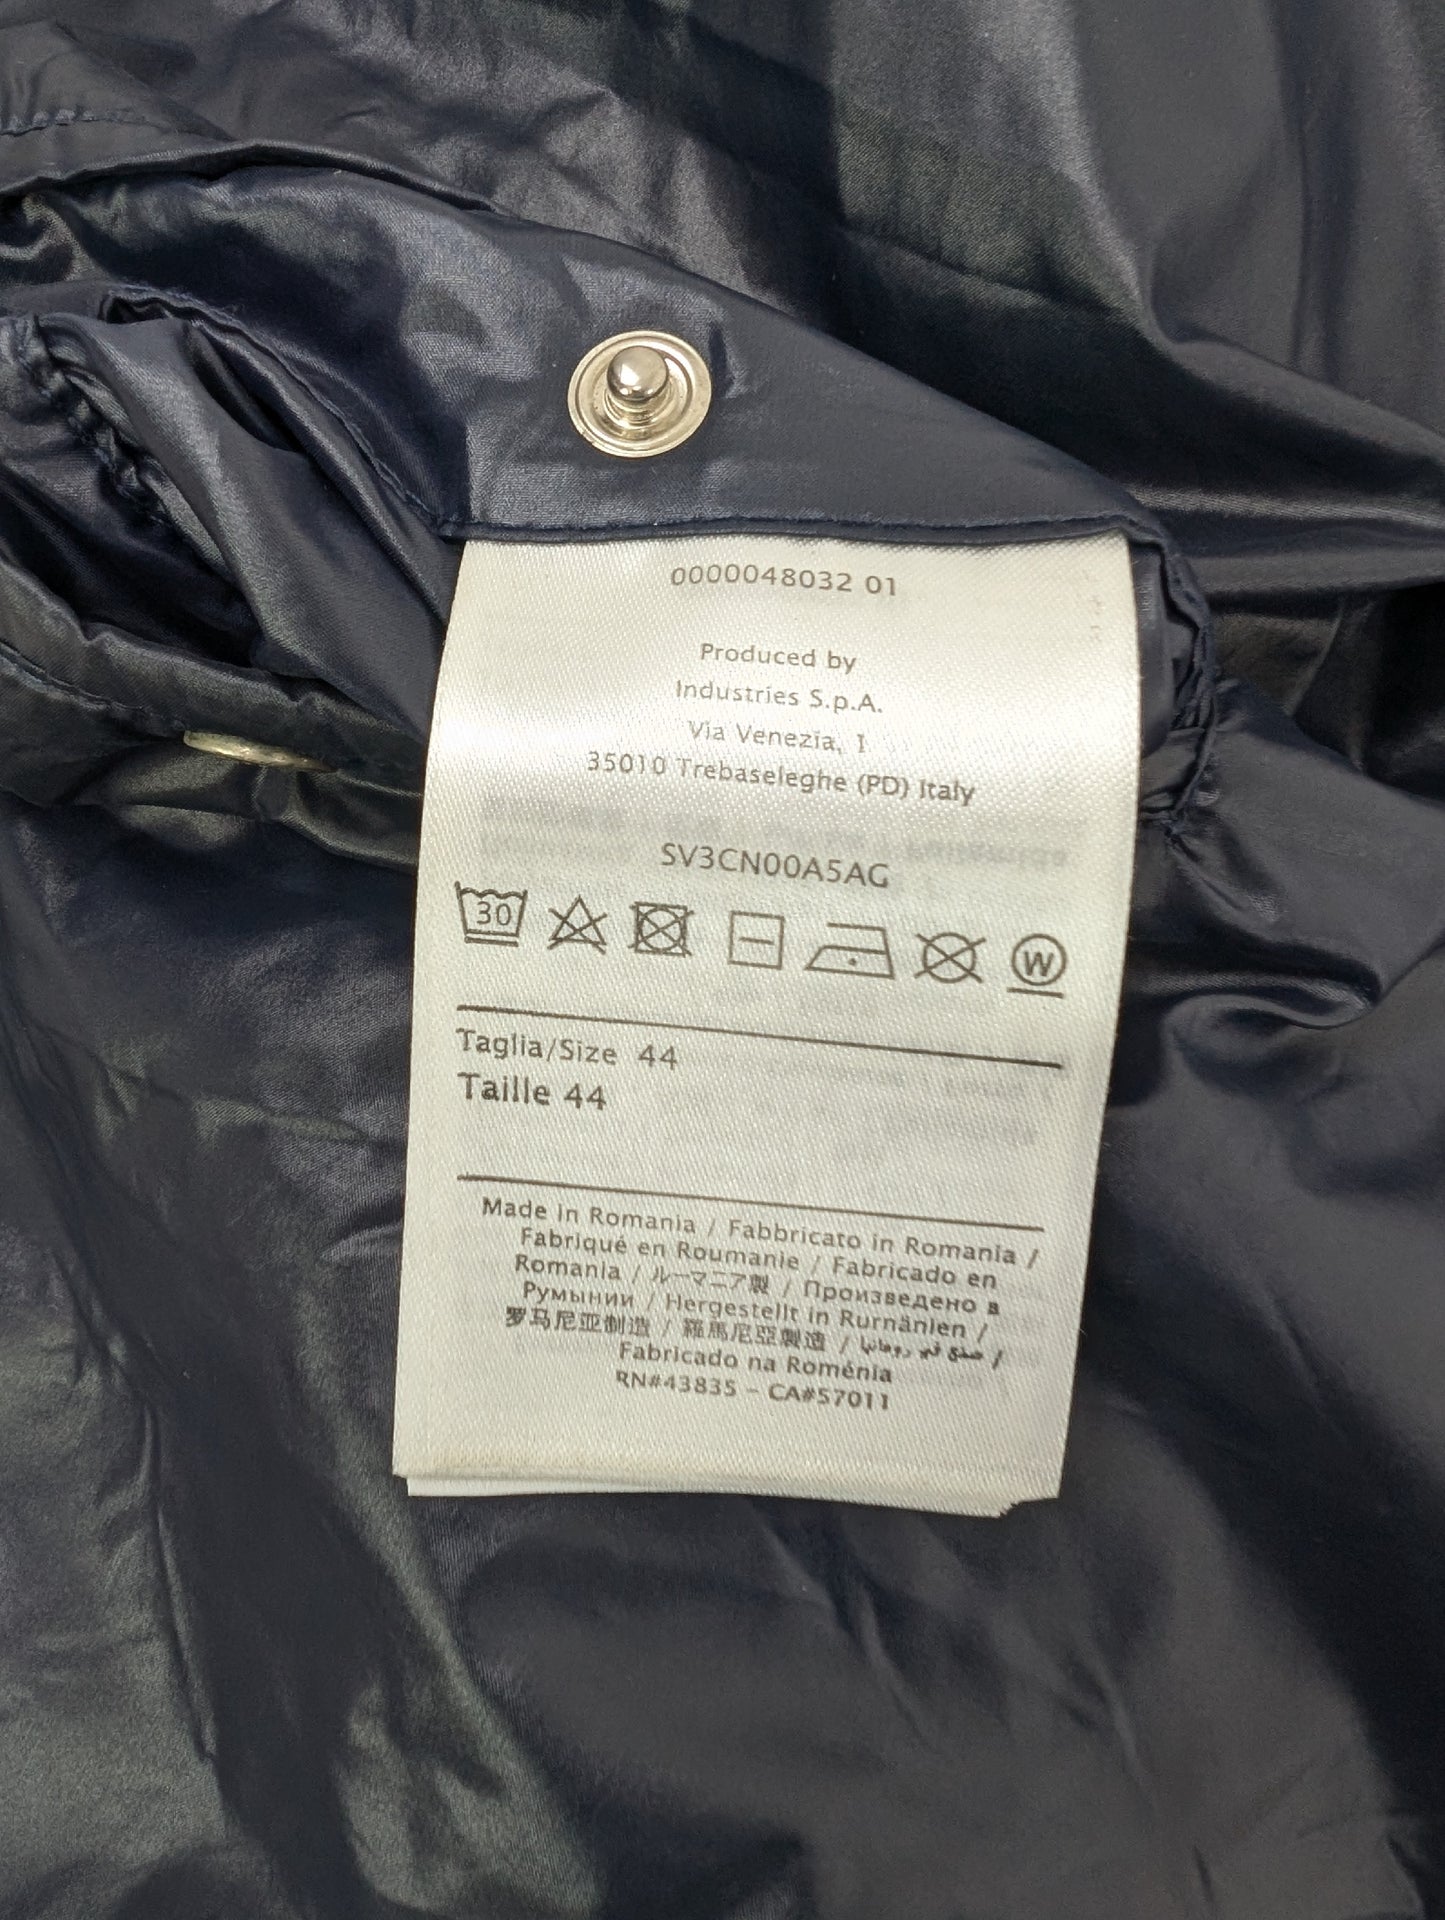 0000048032 01
Produced by
Industries S.p.A.
Via Venezia, 1
35010 Trebaseleghe (PD) Italy
SV3CN00A5AG
30
W
Taglia/Size 44
Taille 44
Made in Romania / Fabbricato in Romania /
Fabriqué en Roumanie / Fabricado en
Romania / ルーマニア製 / Произведено в
Румынии / Hergestellt in Rurnänlen /
罗马尼亚制造 / 羅馬尼亞製造 / صنع في رومانيا /
Fabricado na Roménia
RN#43835 - CA#57011